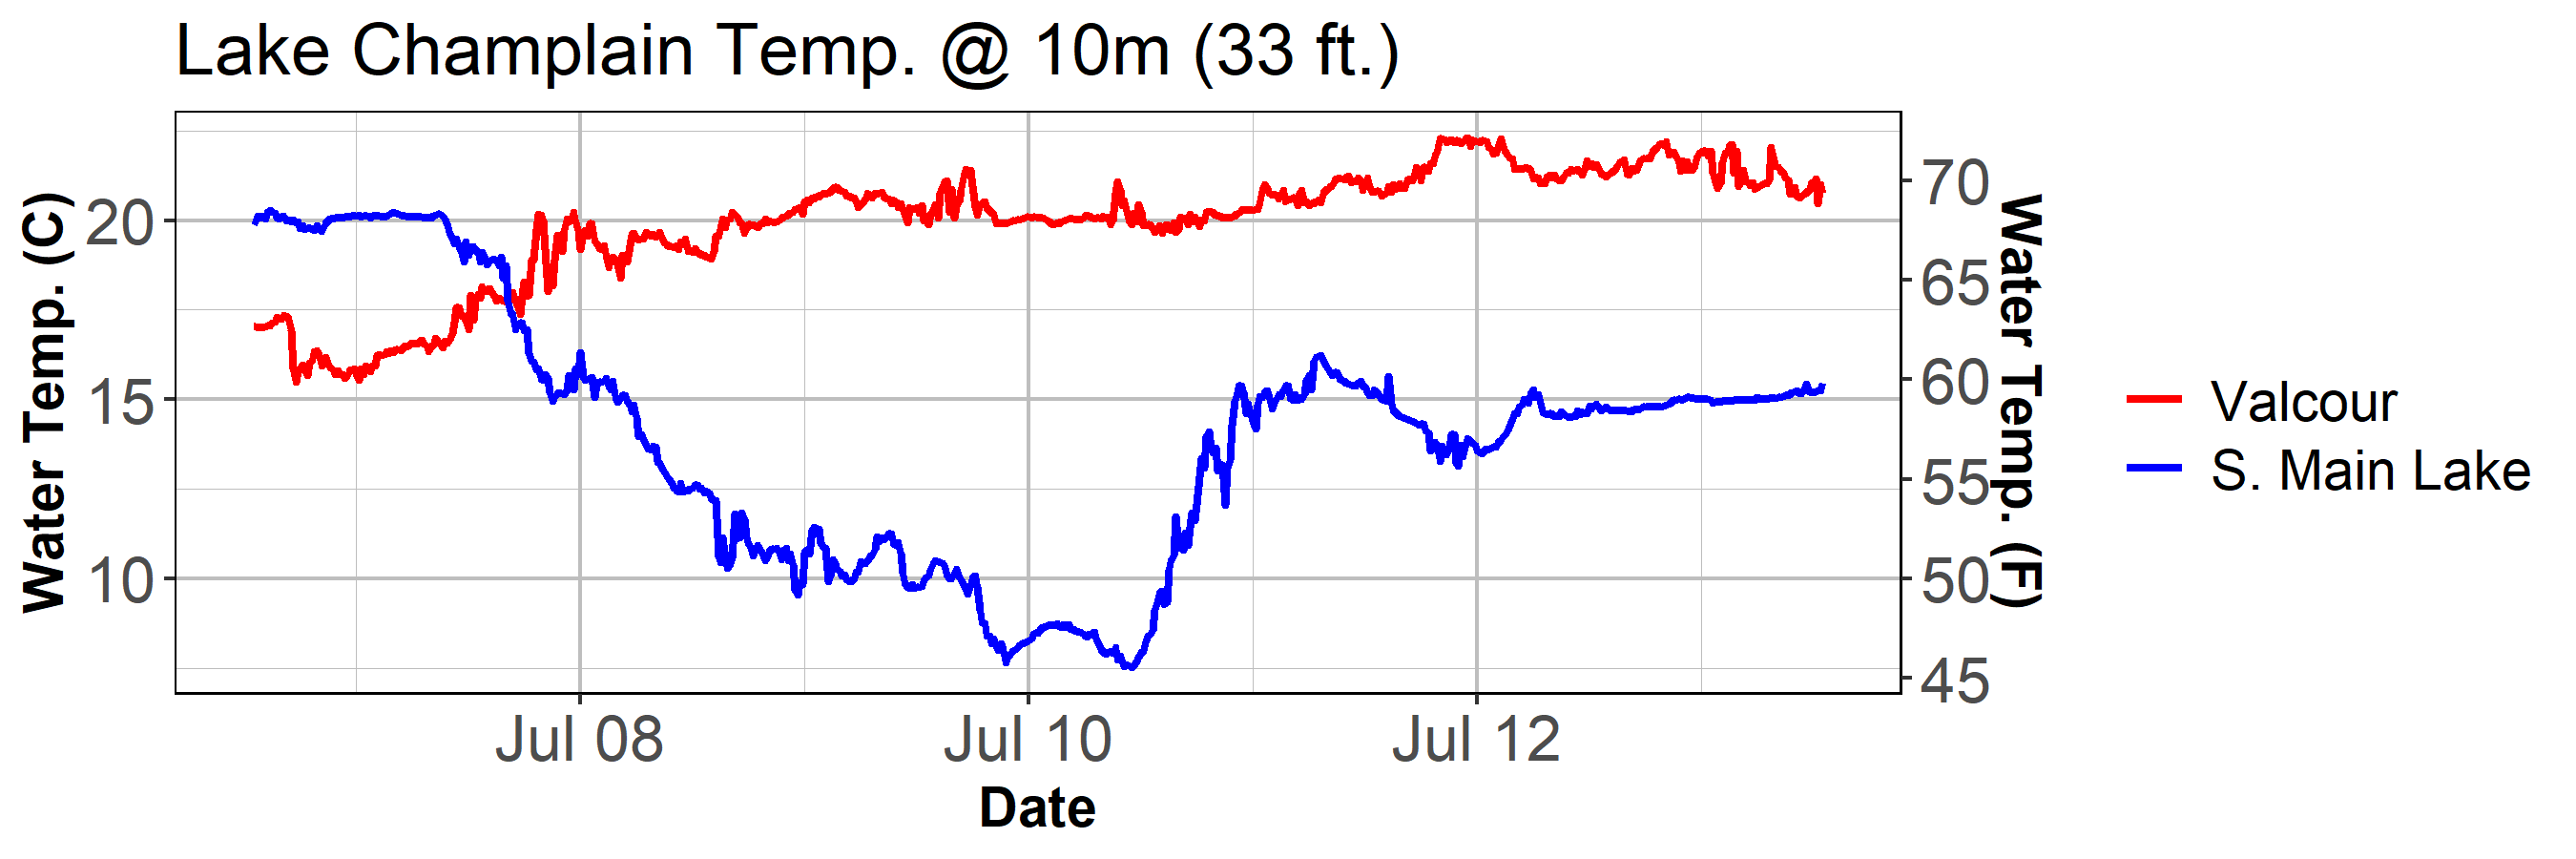 Lake Champlain Temp. @ 10m (33 ft.)
Water Temp. (C)
20
15
10
70
65
60
55
50
45
Water Temp. (F)
Jul 08
Jul 10
Jul 12
Date
Valcour
S. Main Lake